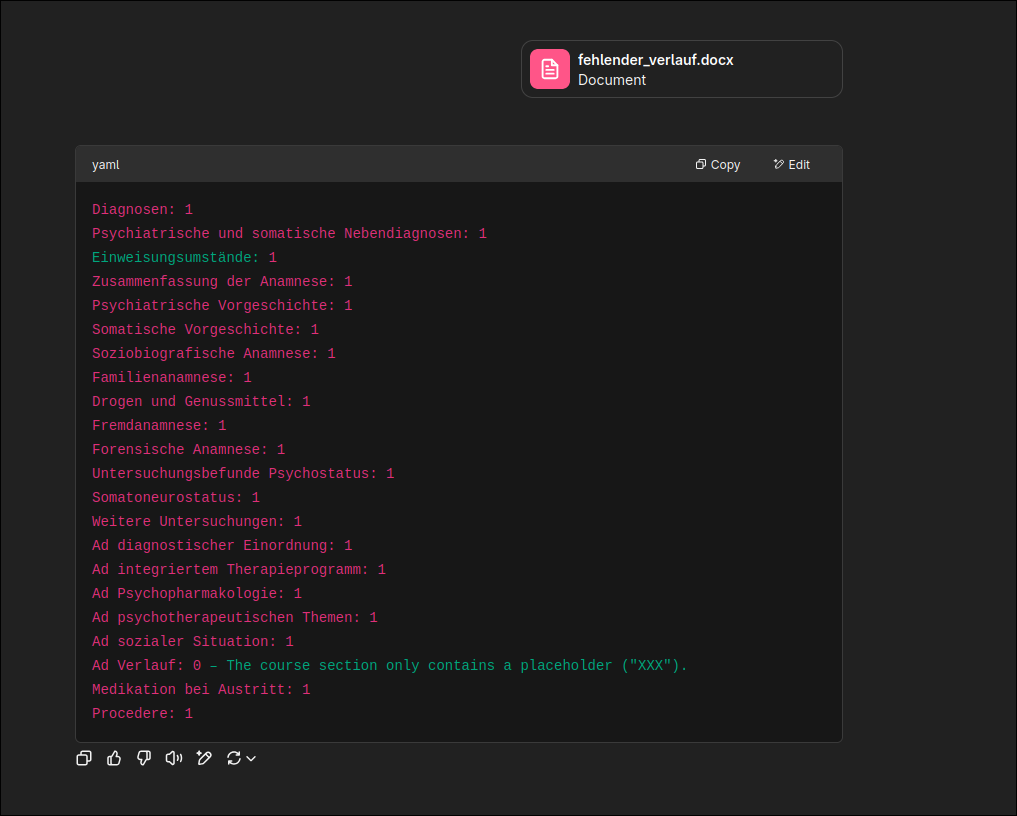 fehlender_verlauf.docx
Document
yaml
Copy
Edit
Diagnosen: 1
Psychiatrische und somatische Nebendiagnosen: 1
Einweisungsumstände: 1
Zusammenfassung der Anamnese: 1
Psychiatrische Vorgeschichte: 1
Somatische Vorgeschichte: 1
Soziobiografische Anamnese: 1
Familienanamnese: 1
Drogen und Genussmittel: 1
Fremdanamnese: 1
Forensische Anamnese: 1
Untersuchungsbefunde Psychostatus: 1
Somatoneurostatus: 1
Weitere Untersuchungen: 1
Ad diagnostischer Einordnung: 1
Ad integriertem Therapieprogramm: 1
Ad Psychopharmakologie: 1
Ad psychotherapeutischen Themen: 1
Ad sozialer Situation: 1
Ad Verlauf: 0 – The course section only contains a placeholder ("XXX").
Medikation bei Austritt: 1
Procedere: 1